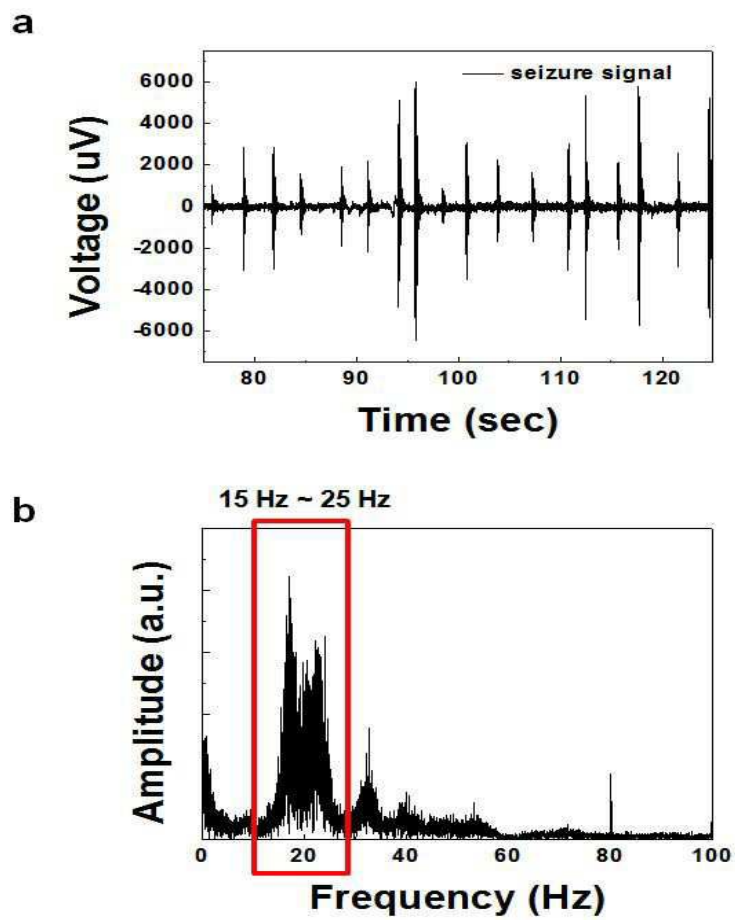 a
seizure signal
6000
4000
2000
0
-2000
-4000
-6000
Voltage (uV)
80 90 100 110 120
Time (sec)
b
15 Hz ~ 25 Hz
Amplitude (a.u.)
0 20 40 60 80 100
Frequency (Hz)